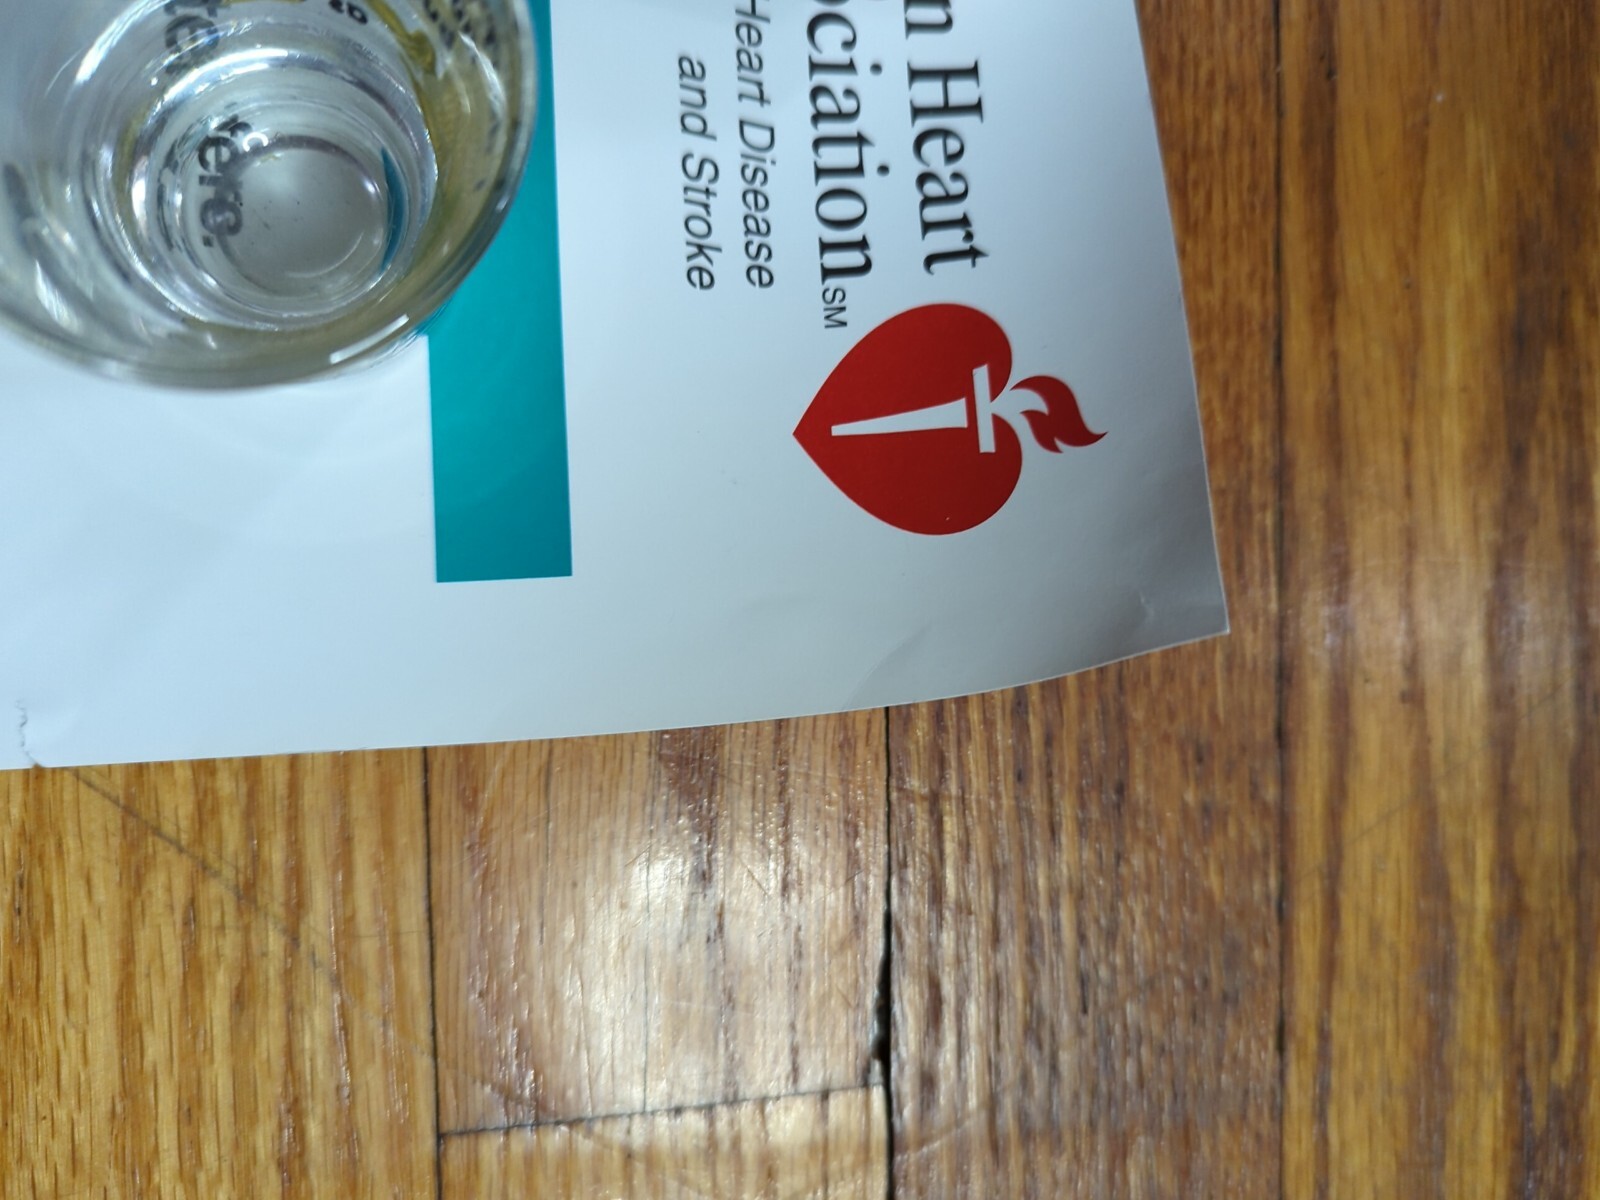 n Heart
ociation℠
Heart Disease
and Stroke